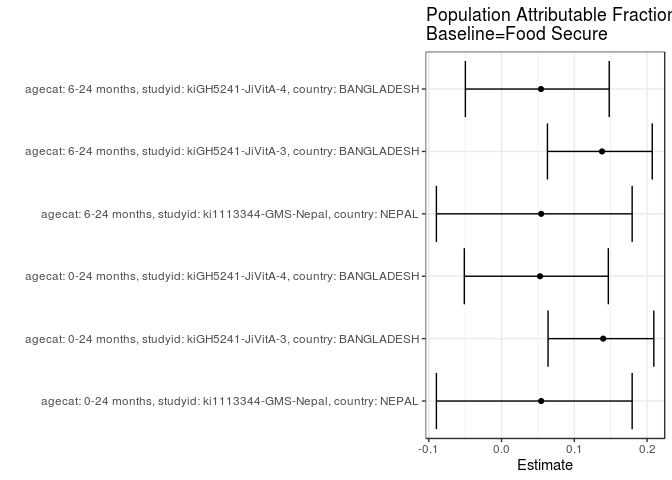 Population Attributable Fraction
Baseline=Food Secure
agecat: 6-24 months, studyid: kiGH5241-JiVitA-4, country: BANGLADESH
agecat: 6-24 months, studyid: kiGH5241-JiVitA-3, country: BANGLADESH
agecat: 6-24 months, studyid: ki1113344-GMS-Nepal, country: NEPAL
agecat: 0-24 months, studyid: kiGH5241-JiVitA-4, country: BANGLADESH
agecat: 0-24 months, studyid: kiGH5241-JiVitA-3, country: BANGLADESH
agecat: 0-24 months, studyid: ki1113344-GMS-Nepal, country: NEPAL
-0.1 0.0 0.1 0.2
Estimate